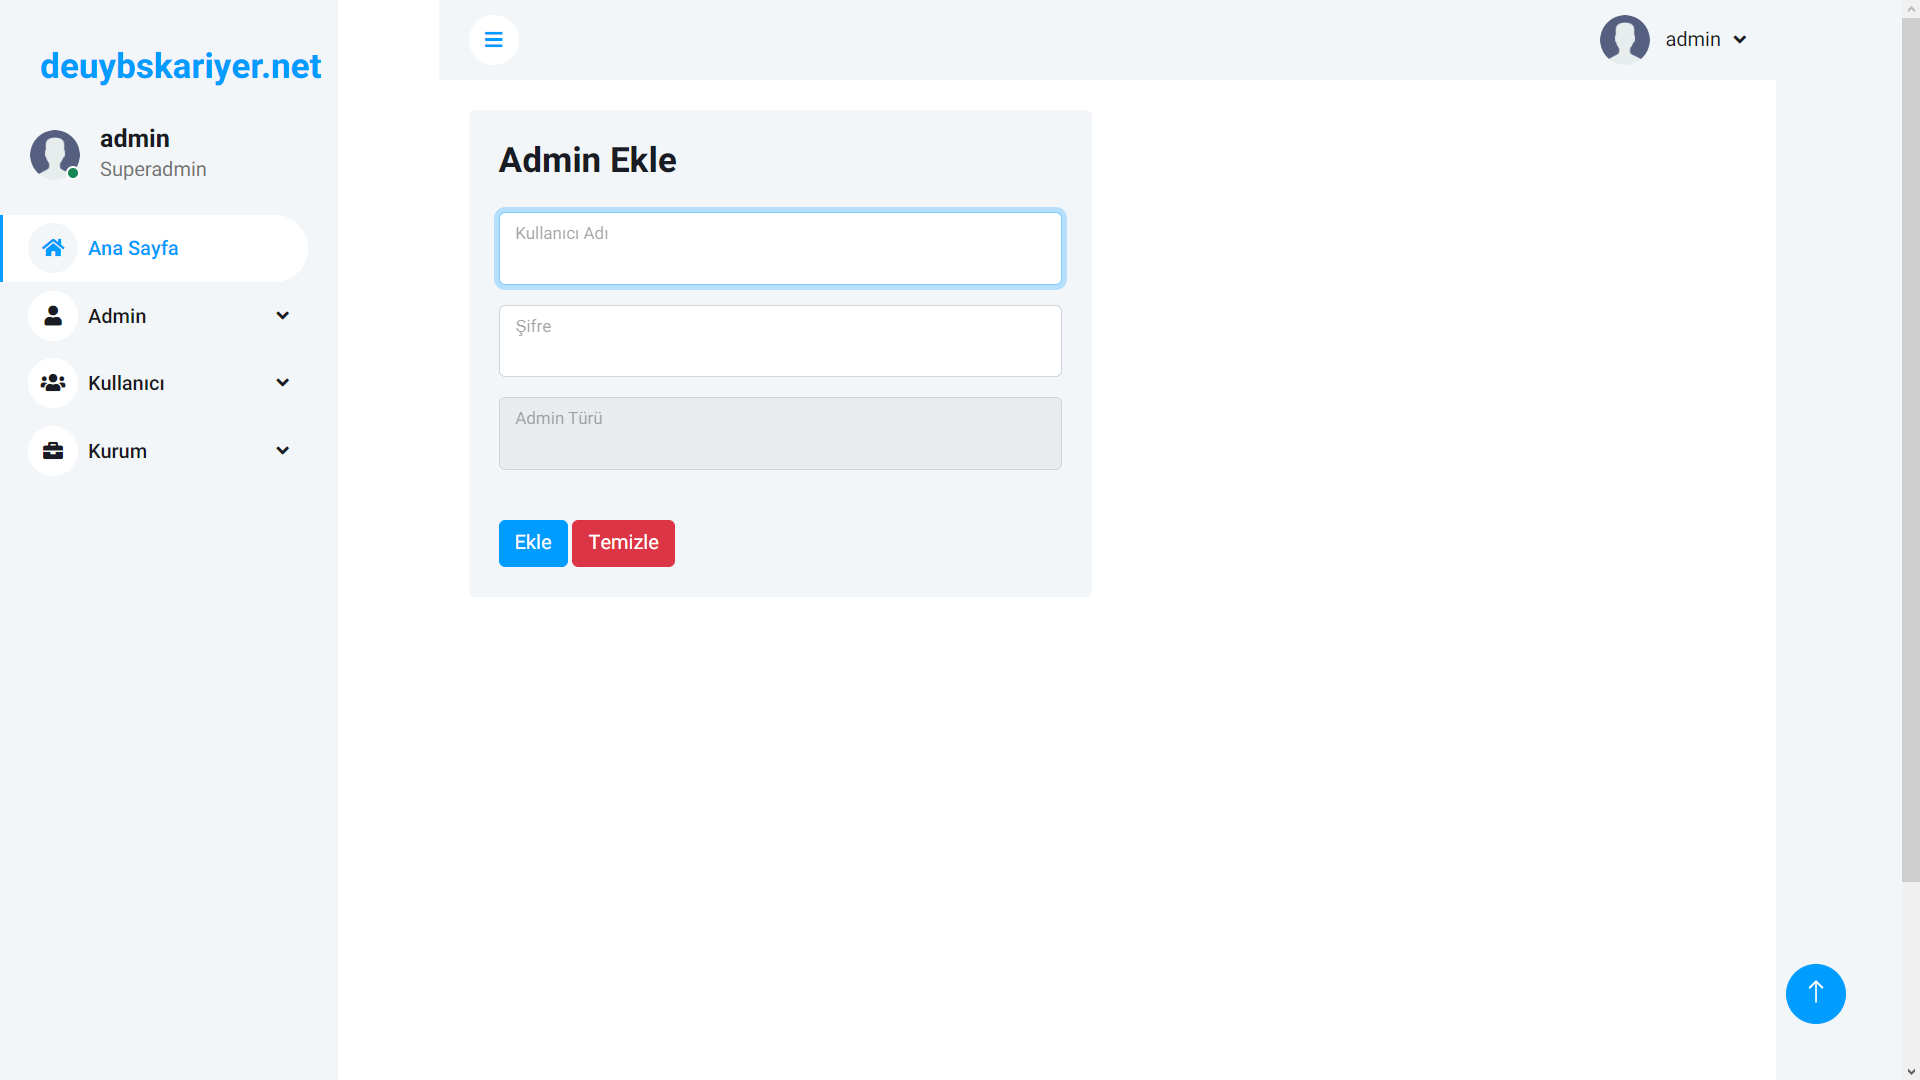 deuybskariyer.net
admin
Superadmin
Ana Sayfa
Admin
Kullanıcı
Kurum
admin
Admin Ekle
Kullanıcı Adı
Şifre
Admin Türü
Ekle
Temizle